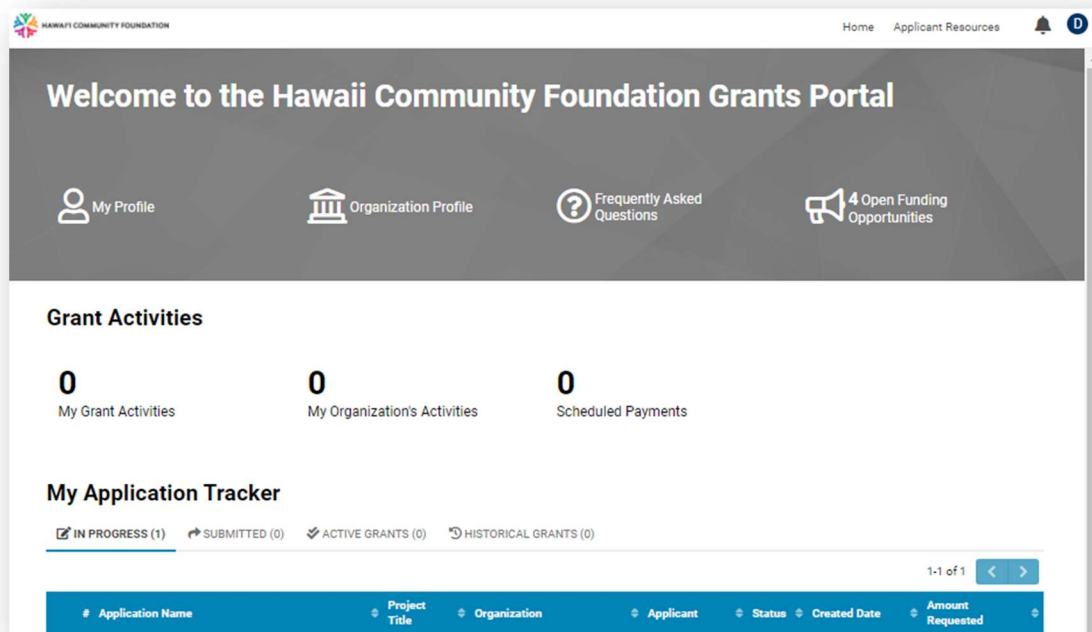 HAWAI'I COMMUNITY FOUNDATION
Home Applicant Resources D
Welcome to the Hawaii Community Foundation Grants Portal
My Profile
Organization Profile
Frequently Asked
Questions
4 Open Funding
Opportunities
Grant Activities
0
My Grant Activities
0
My Organization's Activities
0
Scheduled Payments
My Application Tracker
IN PROGRESS (1) SUBMITTED (0) ACTIVE GRANTS (0) HISTORICAL GRANTS (0)
1-1 of 1
# Application Name
Project
Title
Organization
Applicant
Status
Created Date
Amount
Requested